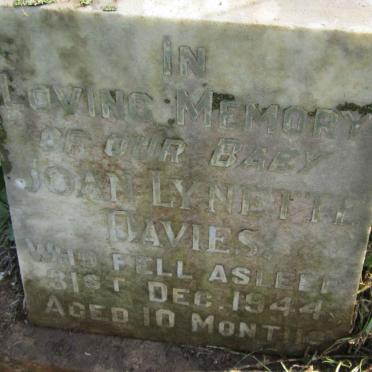 IN
LOVING MEMORY
OF OUR BABY
JOAN LYNETTE
DAVIES.
WHO FELL ASLEEP
31ST DEC. 1944.
AGED 10 MONTHS